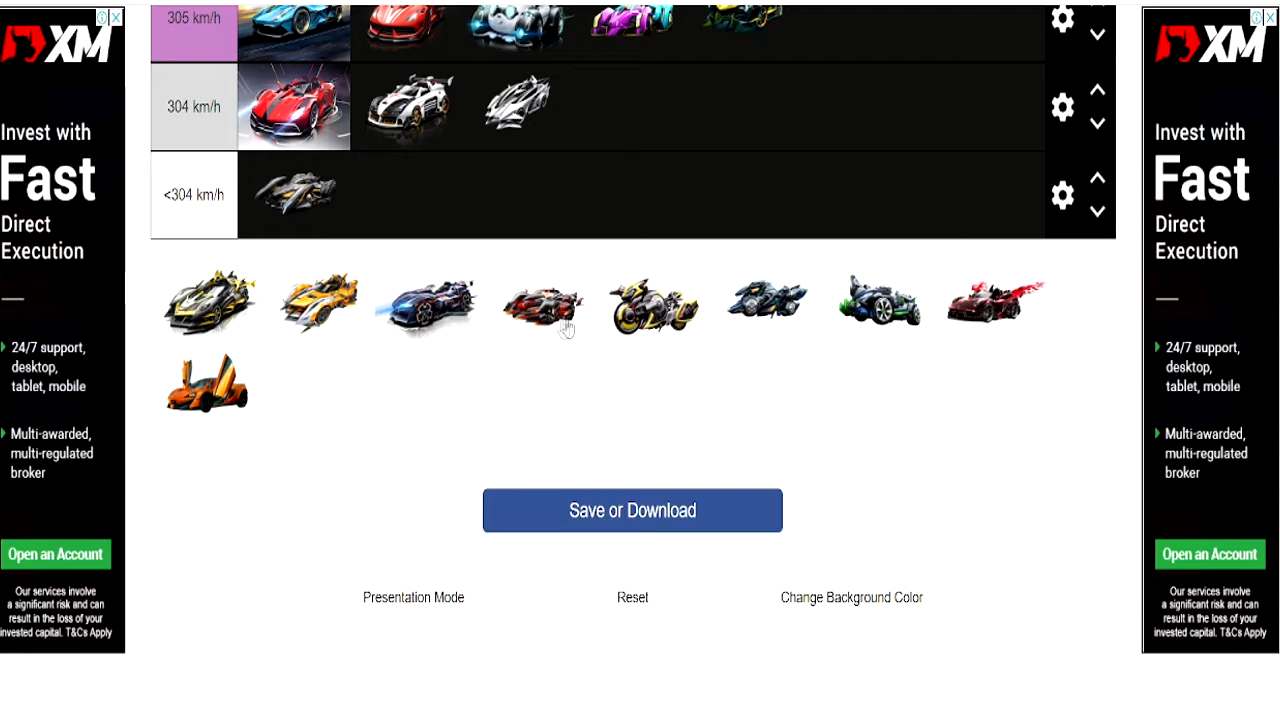 XM
Invest with
Fast
Direct
Execution
24/7 support,
desktop,
tablet, mobile
Multi-awarded,
multi-regulated
broker
Open an Account
Our services involve
a significant risk and can
result in the loss of your
invested capital. T&Cs Apply
305 km/h
304 km/h
<304 km/h
Save or Download
Presentation Mode
Reset
Change Background Color
XM
Invest with
Fast
Direct
Execution
24/7 support,
desktop,
tablet, mobile
Multi-awarded,
multi-regulated
broker
Open an Account
Our services involve
a significant risk and can
result in the loss of your
invested capital. T&Cs Apply